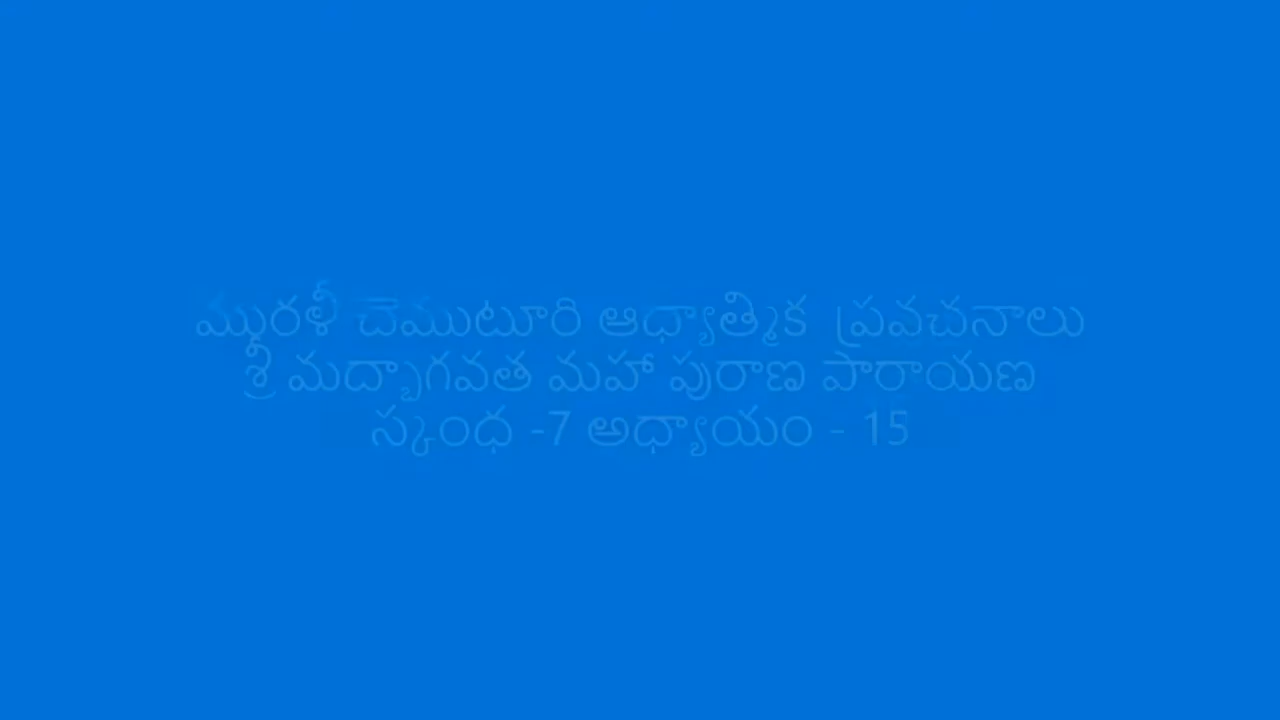 మురళీ చెముటూరి ఆధ్యాత్మిక ప్రవచనాలు
శ్రీ మద్భాగవత మహా పురాణ పారాయణ
స్కంధ -7 అధ్యాయం - 15